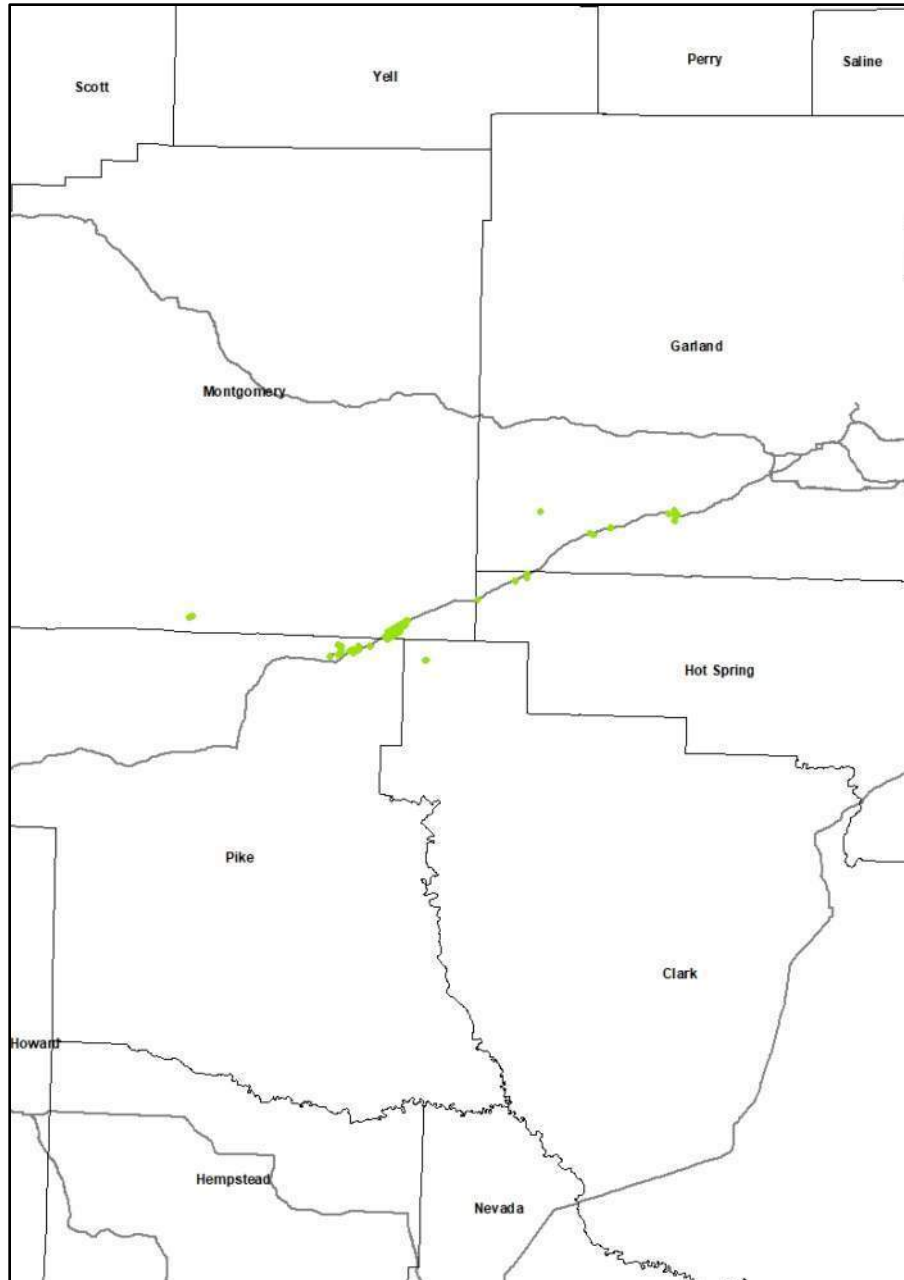 Perry
Saline
Yell
Scott
Garland
Montgomery
Hot Spring
Pike
Clark
Howard
Hempstead
Nevada